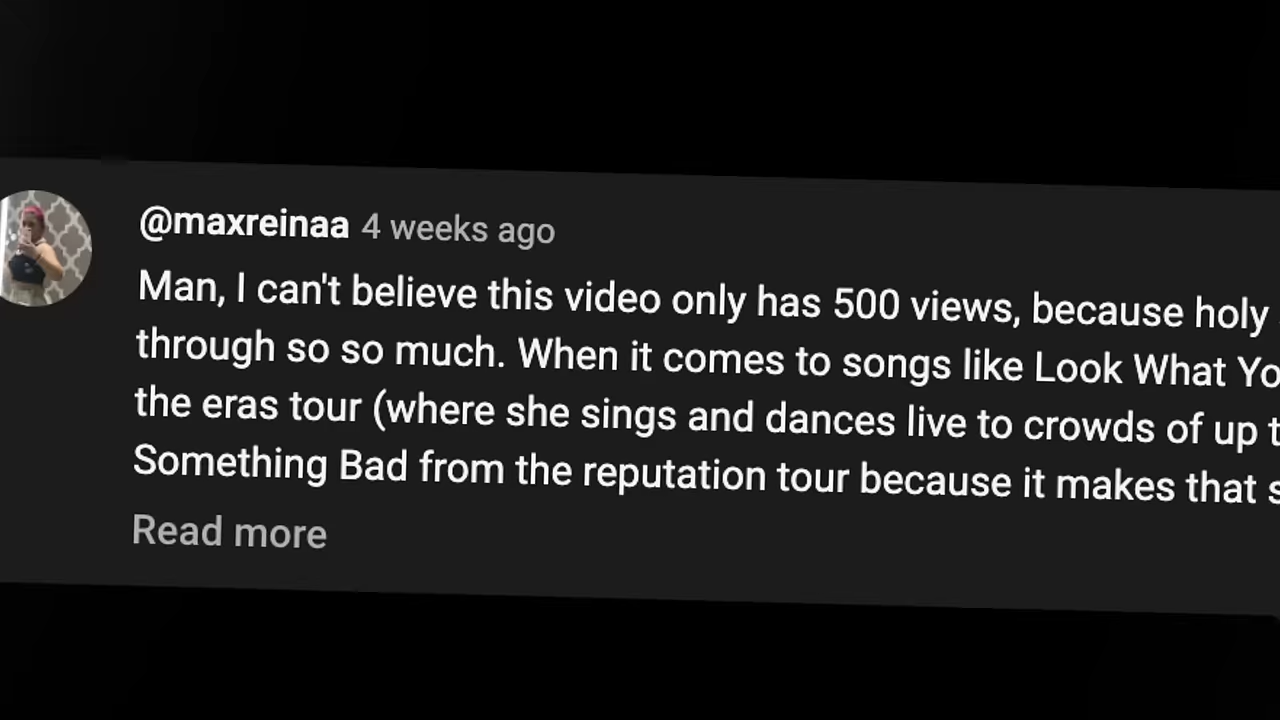 @maxreinaa 4 weeks ago
Man, I can't believe this video only has 500 views, because holy
through so so much. When it comes to songs like Look What Yo
the eras tour (where she sings and dances live to crowds of up t
Something Bad from the reputation tour because it makes that s
Read more